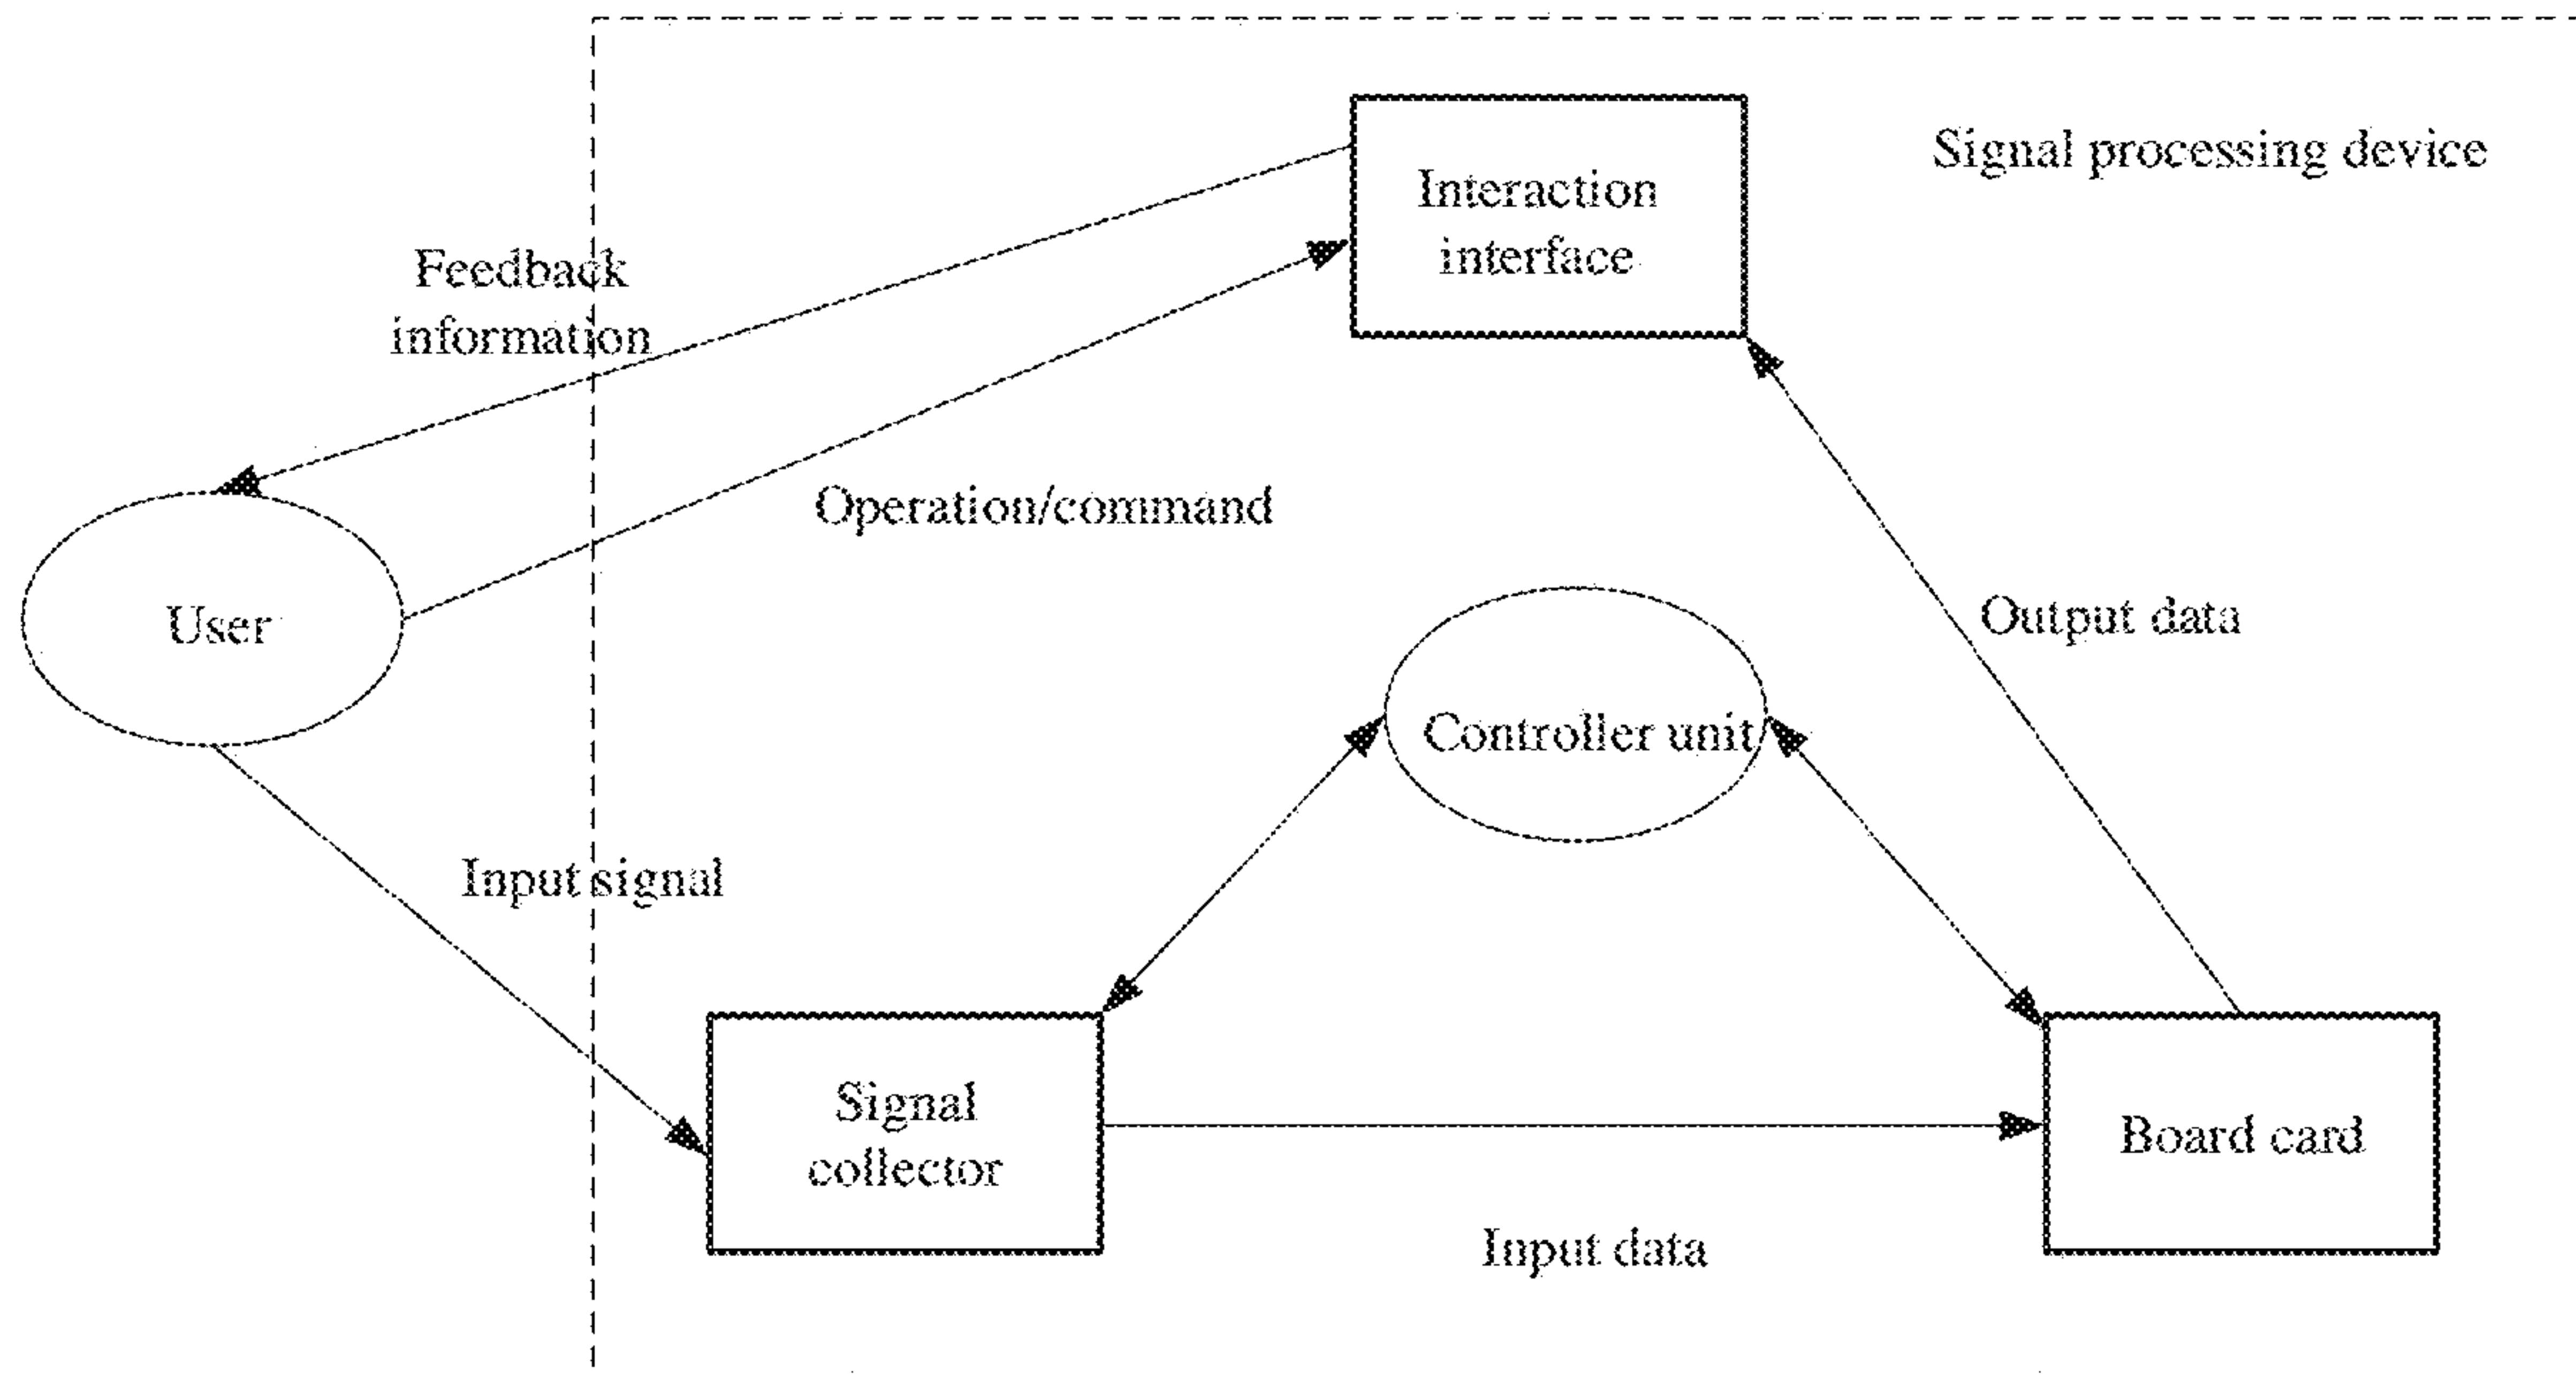 Signal processing device
Interaction
interface
Feedback
information
Operation/command
User
Output data
Controller unit
Input signal
Signal
collector
Board card
Input data